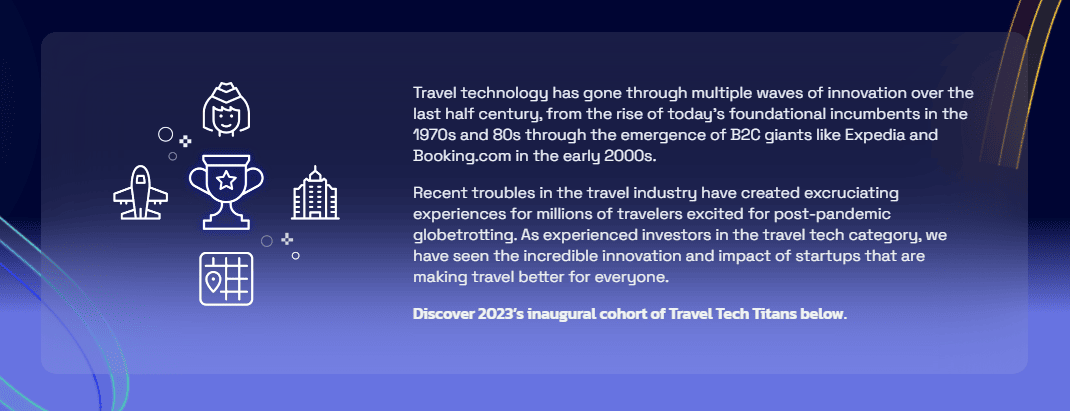 Travel technology has gone through multiple waves of innovation over the
last half century, from the rise of today's foundational incumbents in the
1970s and 80s through the emergence of B2C giants like Expedia and
Booking.com in the early 2000s.
Recent troubles in the travel industry have created excruciating
experiences for millions of travelers excited for post-pandemic
globetrotting. As experienced investors in the travel tech category, we
have seen the incredible innovation and impact of startups that are
making travel better for everyone.
Discover 2023's inaugural cohort of Travel Tech Titans below.